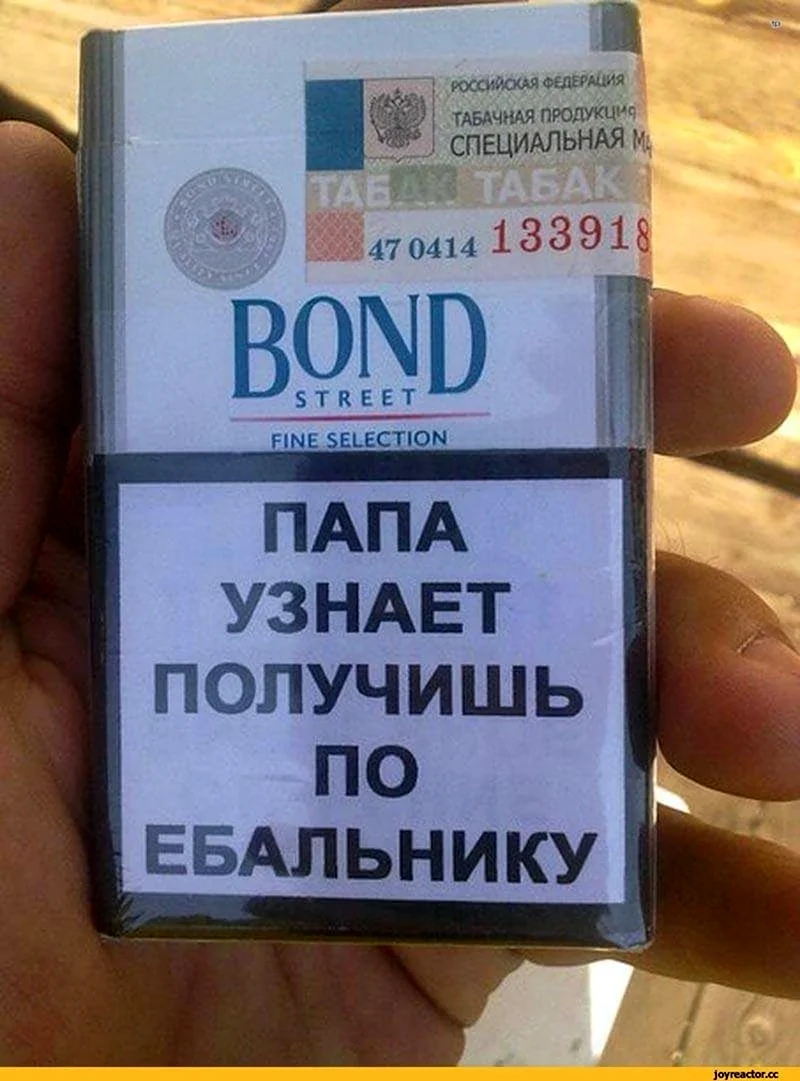 РОССИЙСКАЯ ФЕДЕРАЦИЯ
ТАБАЧНАЯ ПРОДУКЦИЯ
СПЕЦИАЛЬНАЯ
ТАБАК ТАБАК
47 0414 133918
BOND
STREET
FINE SELECTION
ПАПА
УЗНАЕТ
ПОЛУЧИШЬ
ПО
ЕБАЛЬНИКУ
joyreactor.cc